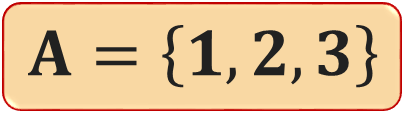 A = {1, 2, 3}